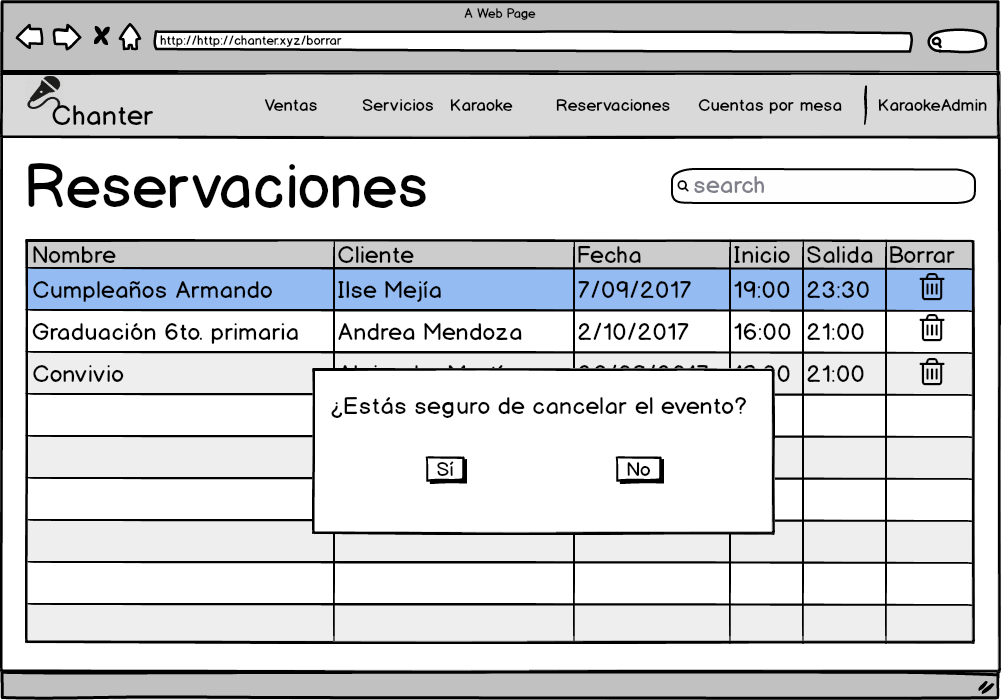 A Web Page
http://http://chanter.xyz/borrar
Chanter Ventas Servicios Karaoke Reservaciones Cuentas por mesa KaraokeAdmin
Reservaciones search
Nombre Cliente Fecha Inicio Salida Borrar
Cumpleaños Armando Ilse Mejía 7/09/2017 19:00 23:30
Graduación 6to. primaria Andrea Mendoza 2/10/2017 16:00 21:00
Convivio 21:00
¿Estás seguro de cancelar el evento?
Sí No